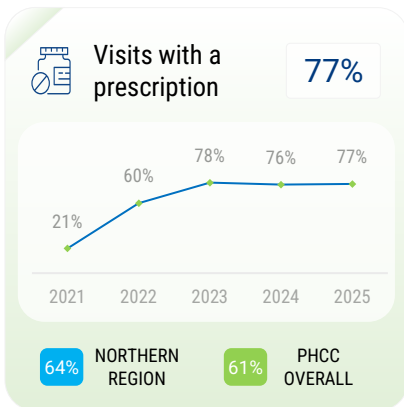 Visits with a
prescription
77%
78%
76%
77%
60%
21%
2021
2022
2023
2024
2025
64%
NORTHERN
REGION
61%
PHCC
OVERALL